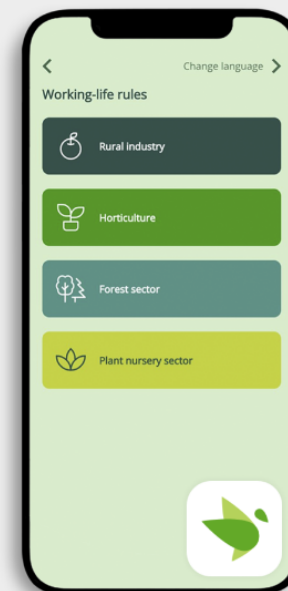 Change language
Working-life rules
Rural industry
Horticulture
Forest sector
Plant nursery sector